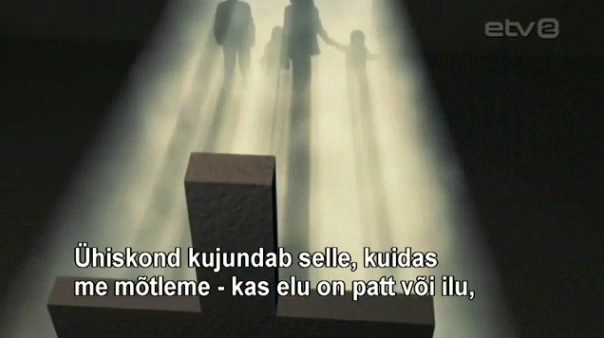 etv2
Ühiskond kujundab selle, kuidas
me mõtleme - kas elu on patt või ilu,